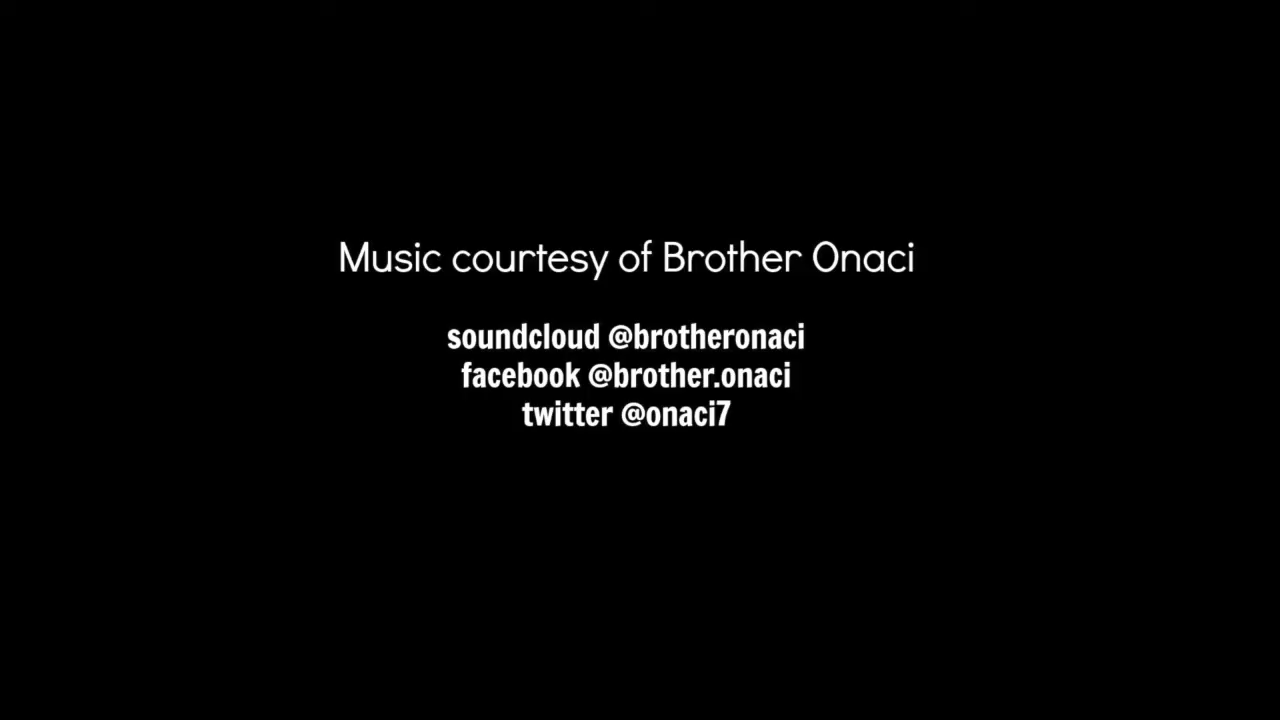 Music courtesy of Brother Onaci
soundcloud @brotheronaci
facebook @brother.onaci
twitter @onaci7